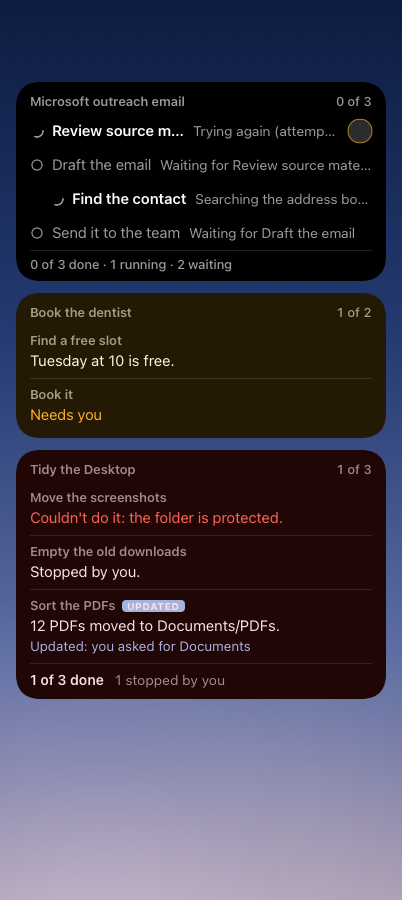 Microsoft outreach email 0 of 3
Review source m... Trying again (attemp...
Draft the email Waiting for Review source mate...
Find the contact Searching the address bo...
Send it to the team Waiting for Draft the email
0 of 3 done · 1 running · 2 waiting
Book the dentist 1 of 2
Find a free slot
Tuesday at 10 is free.
Book it
Needs you
Tidy the Desktop 1 of 3
Move the screenshots
Couldn't do it: the folder is protected.
Empty the old downloads
Stopped by you.
Sort the PDFs UPDATED
12 PDFs moved to Documents/PDFs.
Updated: you asked for Documents
1 of 3 done 1 stopped by you